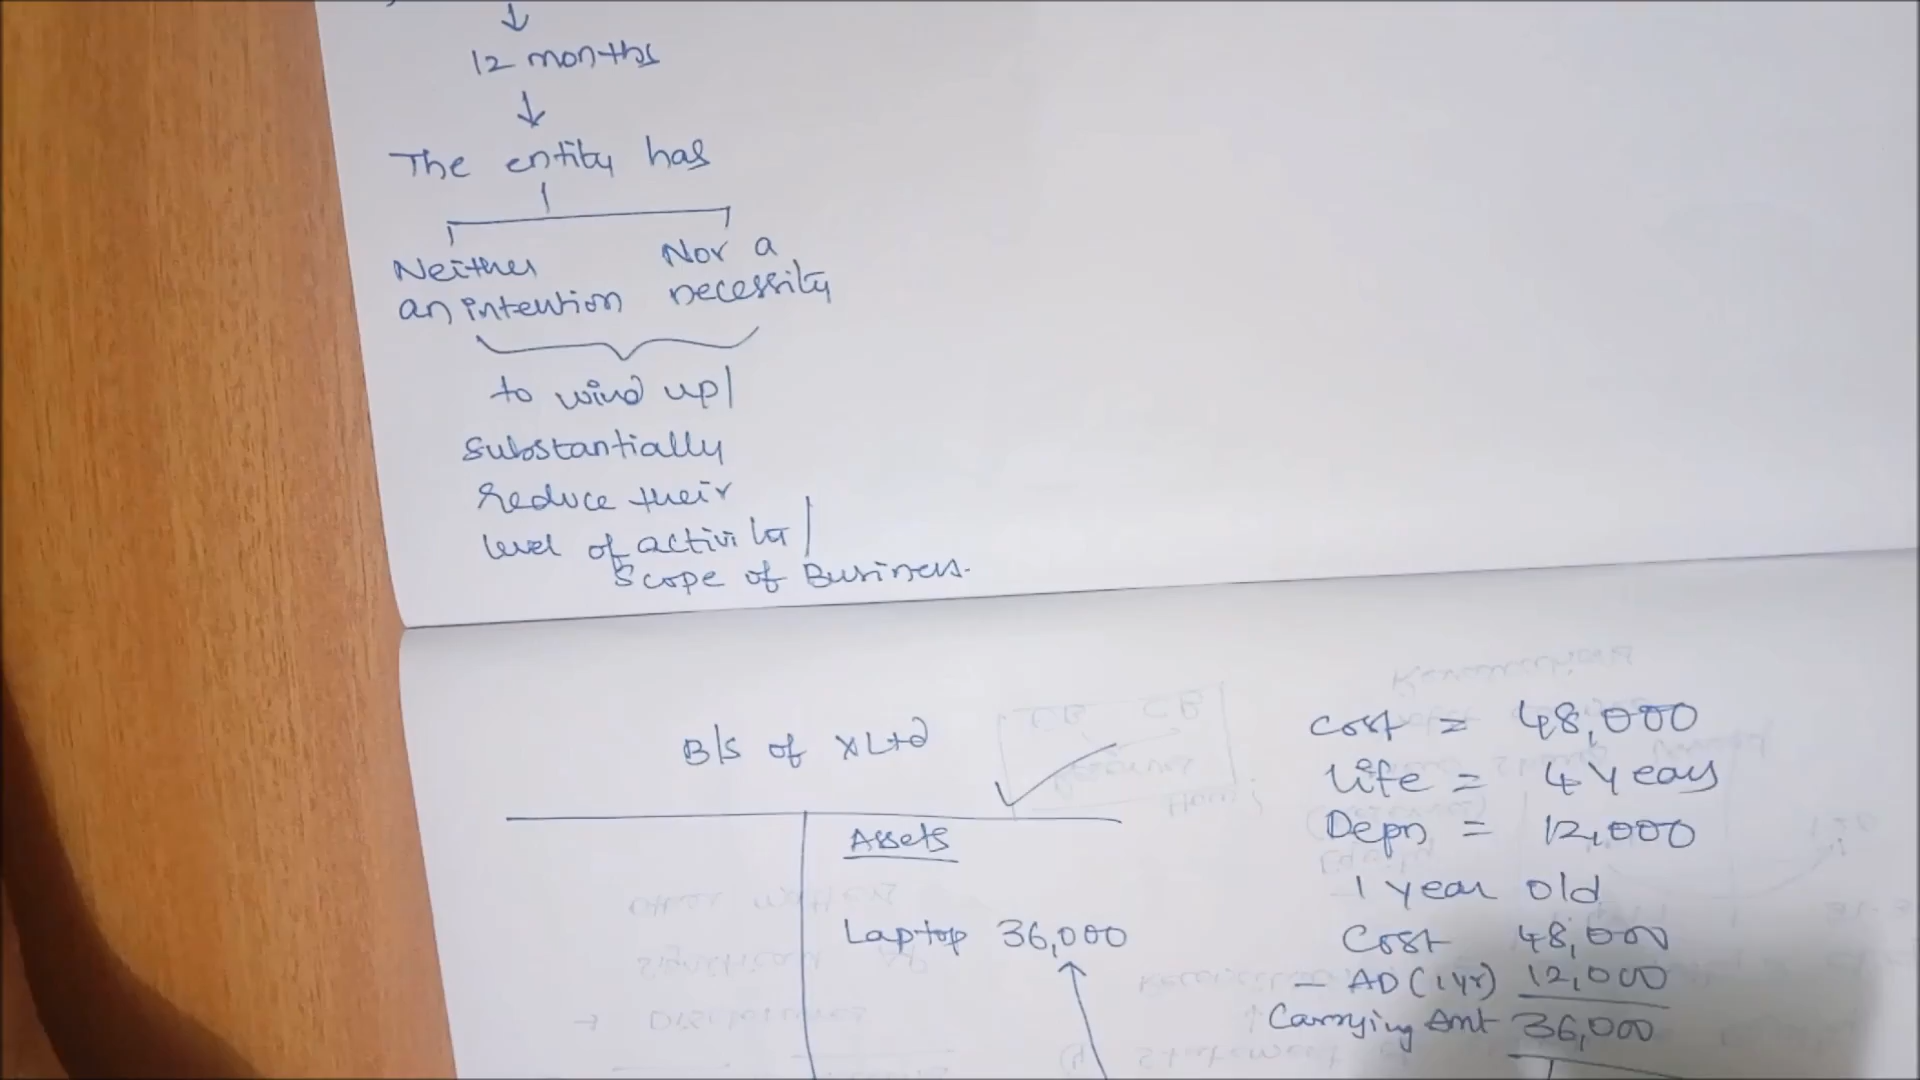 ↓
12 months
↓
The entity has
Neither
an intention
Nor a
necessity
to wind up/
substantially
reduce their
level of activity/
Scope of Business.
B/S of X Ltd
Assets
Laptop 36,000
Cost = 48,000
Life = 4 years
Depn = 12,000
1 year old
Cost 48,000
- AD (1 yr) 12,000
Carrying Amt 36,000